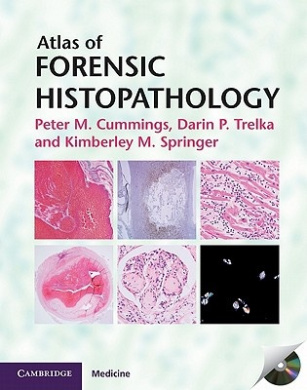 Atlas of
FORENSIC
HISTOPATHOLOGY
Peter M. Cummings, Darin P. Trelka
and Kimberley M. Springer
CAMBRIDGE
Medicine